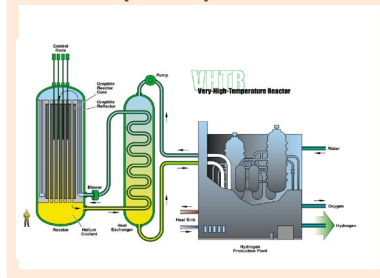 Control
Rods
Graphite
Reactor
Core
Graphite
Reflector
Pump
VHTR
Very-High-Temperature Reactor
Blower
Water
Oxygen
Hydrogen
Heat Sink
Reactor
Helium
Coolant
Heat
Exchanger
Hydrogen
Production Plant